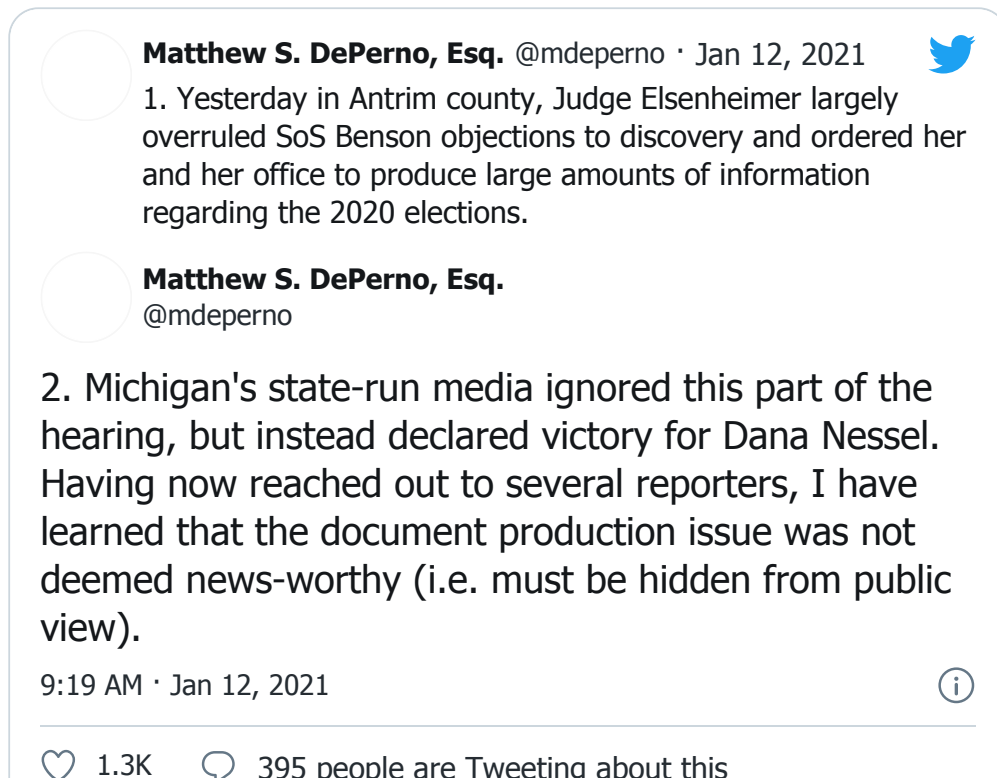 Matthew S. DePerno, Esq. @mdeperno · Jan 12, 2021
1. Yesterday in Antrim county, Judge Elsenheimer largely
overruled SoS Benson objections to discovery and ordered her
and her office to produce large amounts of information
regarding the 2020 elections.
Matthew S. DePerno, Esq.
@mdeperno
2. Michigan's state-run media ignored this part of the
hearing, but instead declared victory for Dana Nessel.
Having now reached out to several reporters, I have
learned that the document production issue was not
deemed news-worthy (i.e. must be hidden from public
view).
9:19 AM · Jan 12, 2021
1.3K 395 people are Tweeting about this